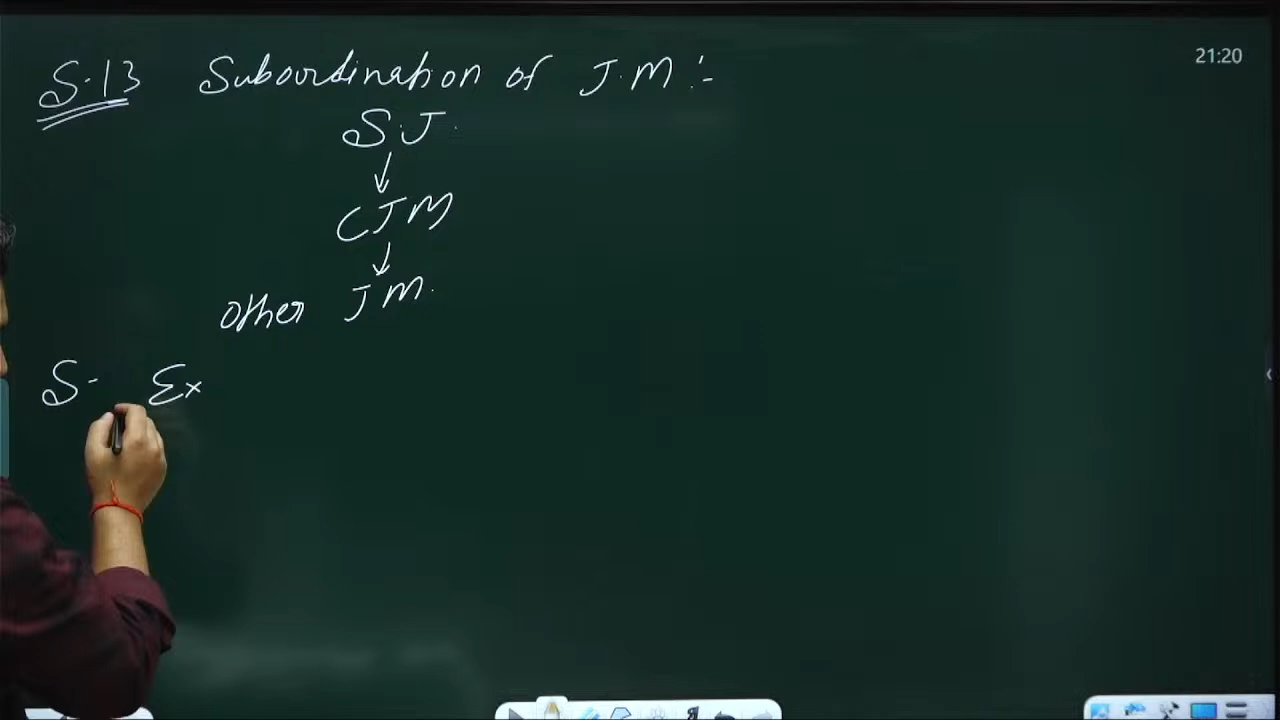 21:20
S.13 Subordination of J.M :-
S.J.
CJM
Other JM.
S- Ex